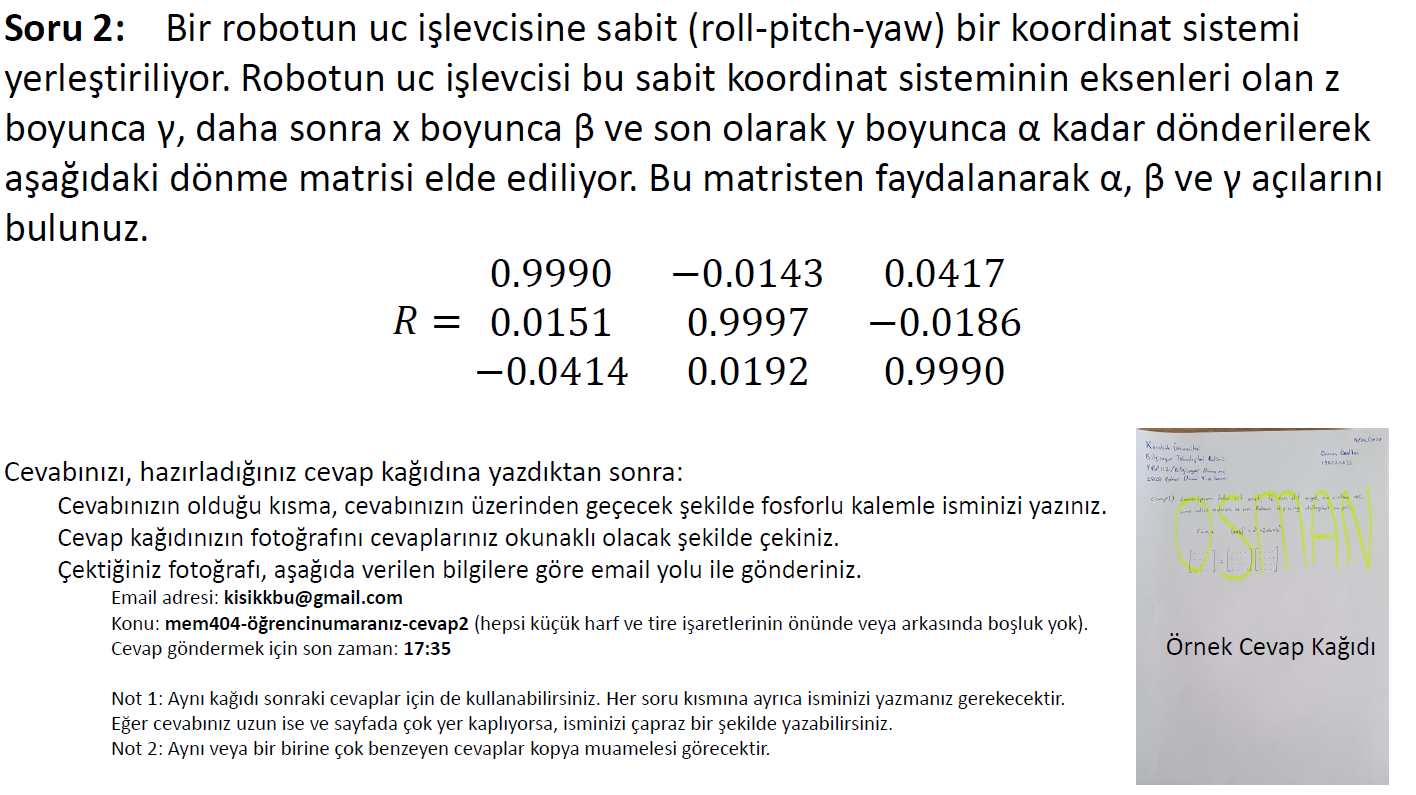 Soru 2: Bir robotun uc işlevcisine sabit (roll-pitch-yaw) bir koordinat sistemi
yerleştiriliyor. Robotun uc işlevcisi bu sabit koordinat sisteminin eksenleri olan z
boyunca γ, daha sonra x boyunca β ve son olarak y boyunca α kadar dönderilerek
aşağıdaki dönme matrisi elde ediliyor. Bu matristen faydalanarak α, β ve γ açılarını
bulunuz.
0.9990 −0.0143 0.0417
R = 0.0151 0.9997 −0.0186
−0.0414 0.0192 0.9990
Cevabınızı, hazırladığınız cevap kağıdına yazdıktan sonra:
Cevabınızın olduğu kısma, cevabınızın üzerinden geçecek şekilde fosforlu kalemle isminizi yazınız.
Cevap kağıdınızın fotoğrafını cevaplarınız okunaklı olacak şekilde çekiniz.
Çektiğiniz fotoğrafı, aşağıda verilen bilgilere göre email yolu ile gönderiniz.
Email adresi: kisikkbu@gmail.com
Konu: mem404-öğrencinumaranız-cevap2 (hepsi küçük harf ve tire işaretlerinin önünde veya arkasında boşluk yok).
Cevap göndermek için son zaman: 17:35
Not 1: Aynı kağıdı sonraki cevaplar için de kullanabilirsiniz. Her soru kısmına ayrıca isminizi yazmanız gerekecektir.
Eğer cevabınız uzun ise ve sayfada çok yer kaplıyorsa, isminizi çapraz bir şekilde yazabilirsiniz.
Not 2: Aynı veya bir birine çok benzeyen cevaplar kopya muamelesi görecektir.
Karabük Üniversitesi
OSMAN
Örnek Cevap Kağıdı